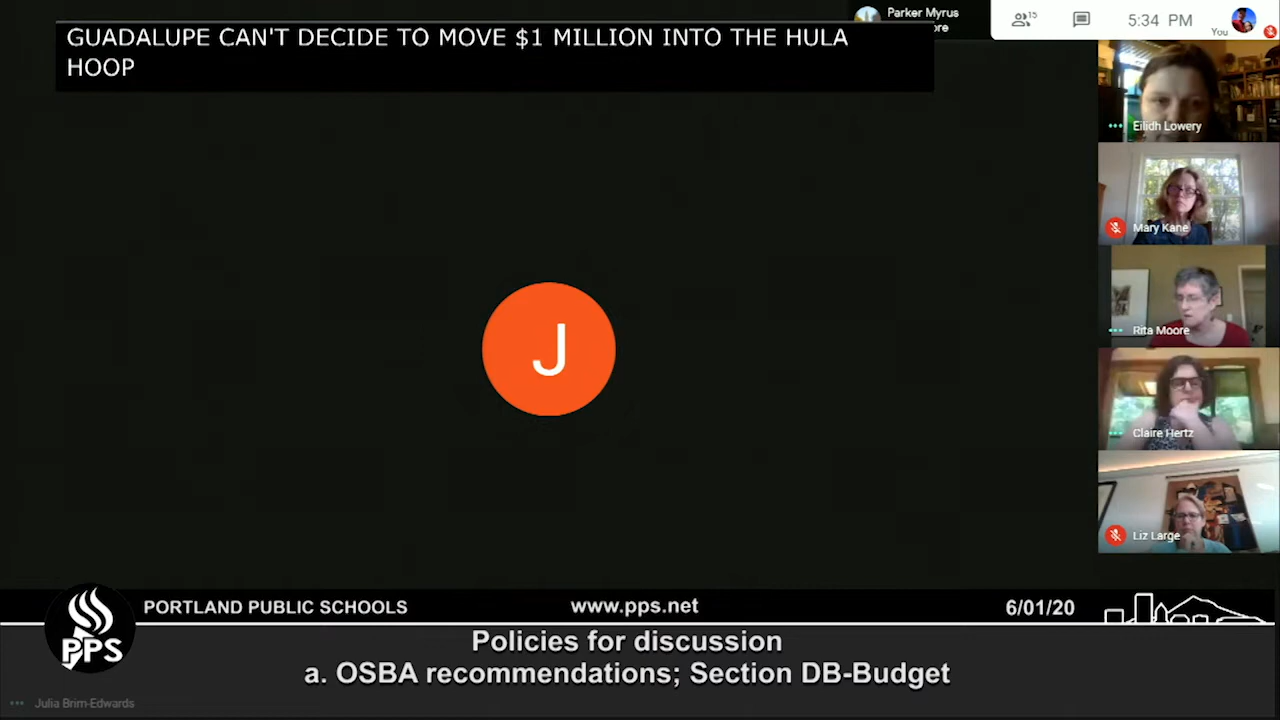 GUADALUPE CAN'T DECIDE TO MOVE $1 MILLION INTO THE HULA
HOOP
Parker Myrus
ore
15
5:34 PM
You
Eilidh Lowery
Mary Kane
Rita Moore
Claire Hertz
Liz Large
J
PPS
PORTLAND PUBLIC SCHOOLS
www.pps.net
6/01/20
Policies for discussion
a. OSBA recommendations; Section DB-Budget
Julia Brim-Edwards